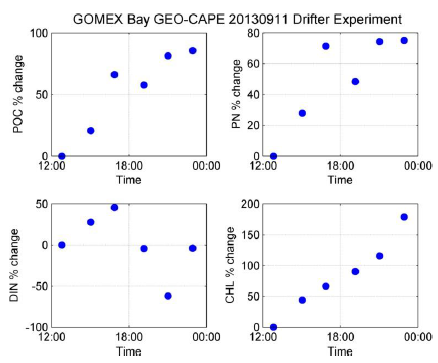 GOMEX Bay GEO-CAPE 20130911 Drifter Experiment
100
50
0
POC % change
12:00 18:00 00:00
Time
80
60
40
20
0
PN % change
12:00 18:00 00:00
Time
50
0
-50
-100
DIN % change
12:00 18:00 00:00
Time
200
150
100
50
0
CHL % change
12:00 18:00 00:00
Time